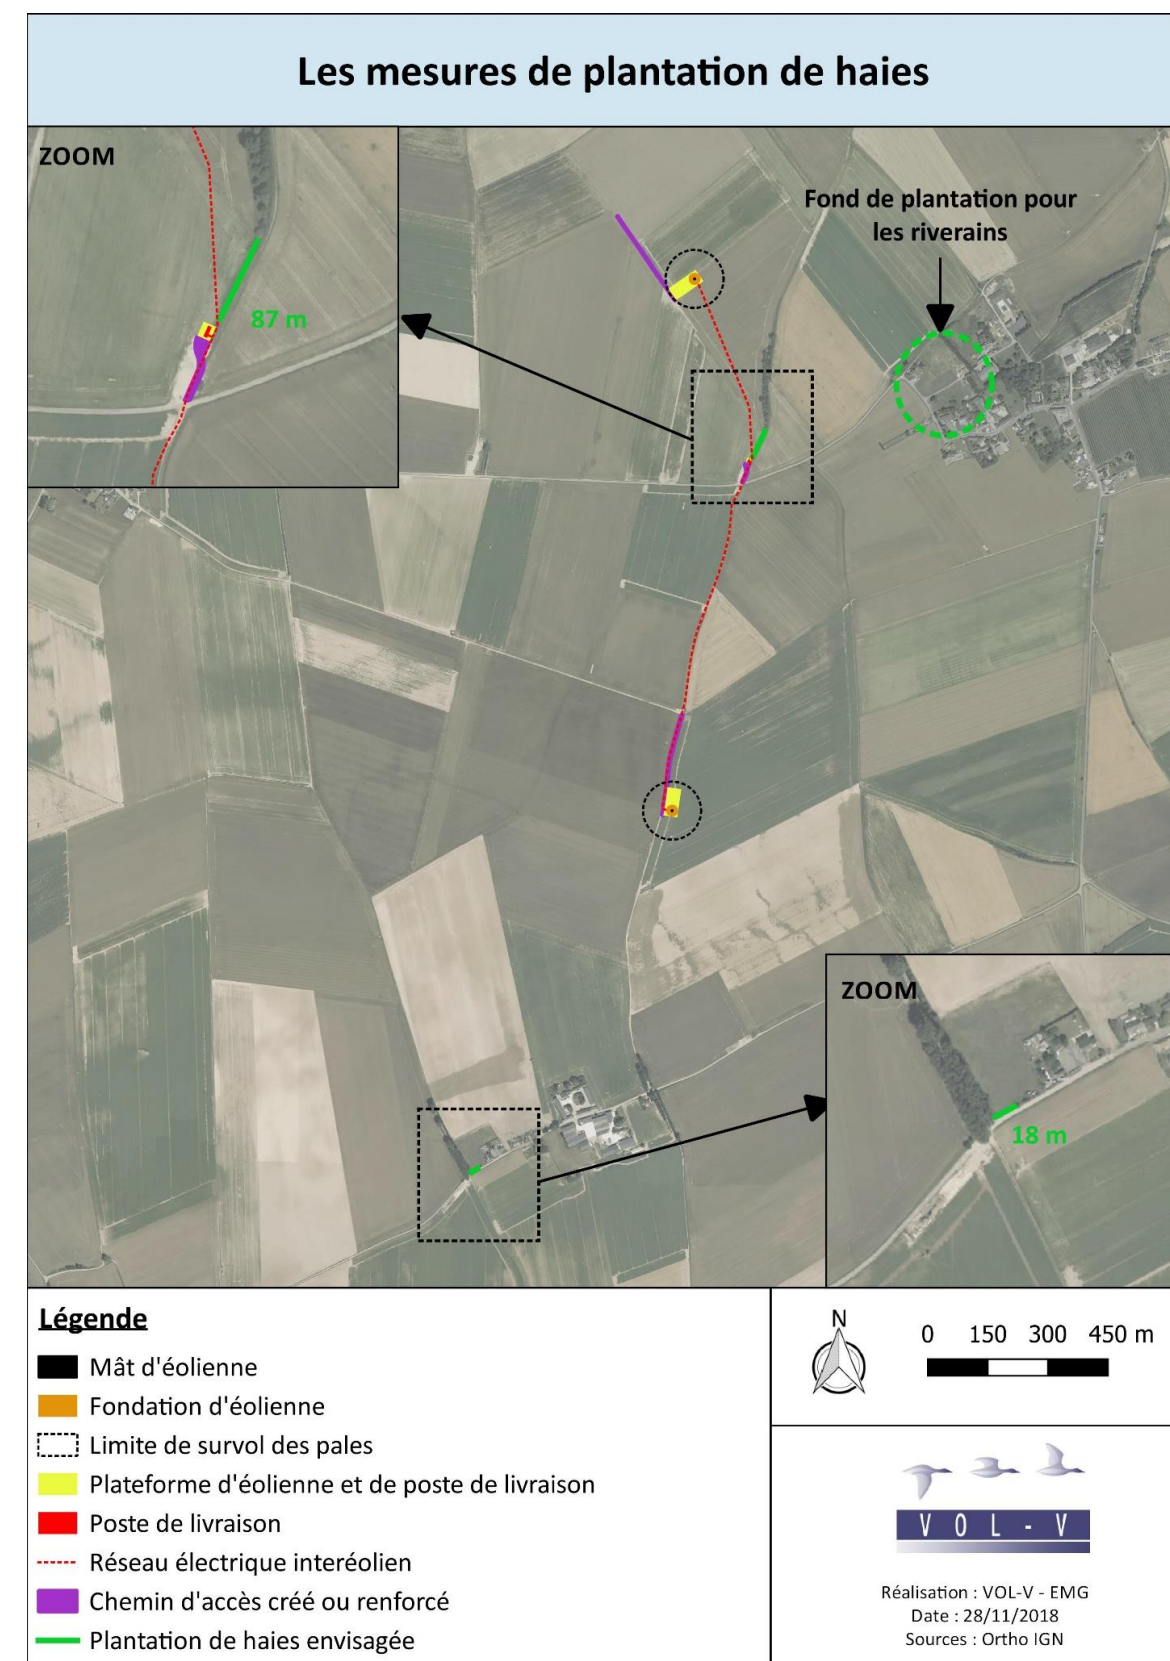 Les mesures de plantation de haies
ZOOM
87 m
Fond de plantation pour
les riverains
ZOOM
18 m
Légende
Mât d'éolienne
Fondation d'éolienne
Limite de survol des pales
Plateforme d'éolienne et de poste de livraison
Poste de livraison
Réseau électrique interéolien
Chemin d'accès créé ou renforcé
Plantation de haies envisagée
N
0 150 300 450 m
VOL-V
Réalisation : VOL-V - EMG
Date : 28/11/2018
Sources : Ortho IGN